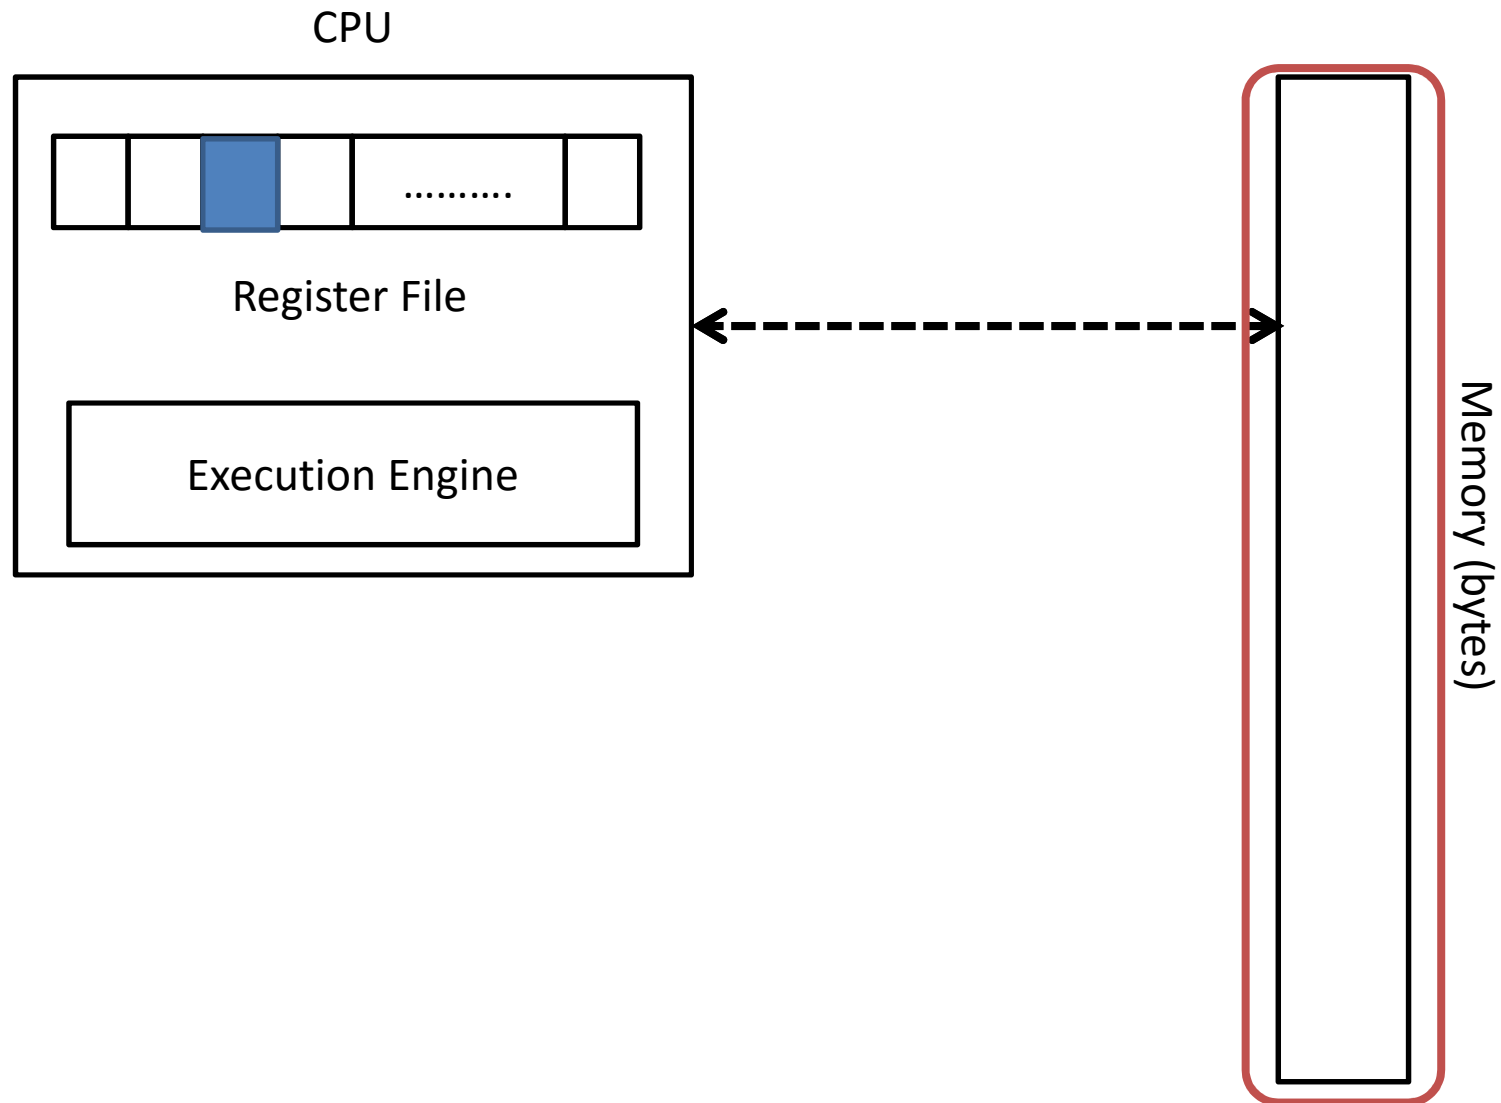 CPU
……….
Register File
Execution Engine
Memory (bytes)